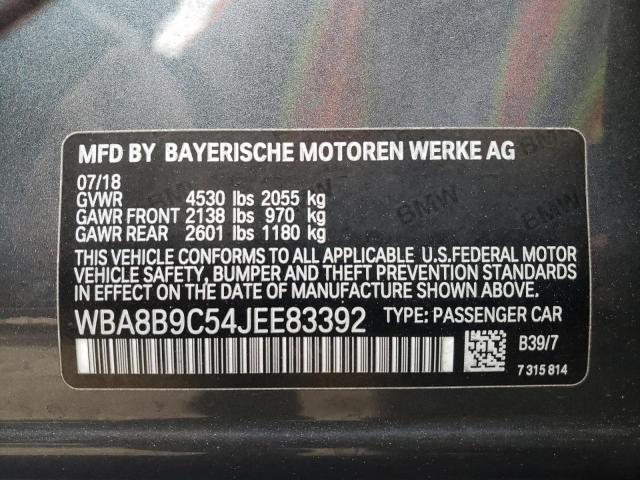 MFD BY BAYERISCHE MOTOREN WERKE AG
07/18
GVWR 4530 lbs 2055 kg
GAWR FRONT 2138 lbs 970 kg
GAWR REAR 2601 lbs 1180 kg
THIS VEHICLE CONFORMS TO ALL APPLICABLE U.S.FEDERAL MOTOR
VEHICLE SAFETY, BUMPER AND THEFT PREVENTION STANDARDS
IN EFFECT ON THE DATE OF MANUFACTURE SHOWN ABOVE.
WBA8B9C54JEE83392 TYPE: PASSENGER CAR
B39/7
7 315 814
BMW
BMW